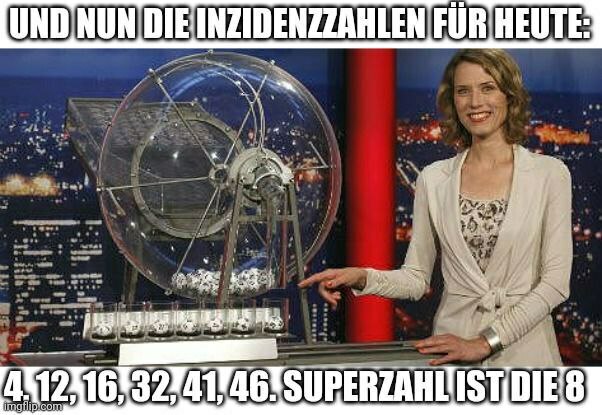 UND NUN DIE INZIDENZZAHLEN FÜR HEUTE:
4, 12, 16, 32, 41, 46. SUPERZAHL IST DIE 8
imgflip.com